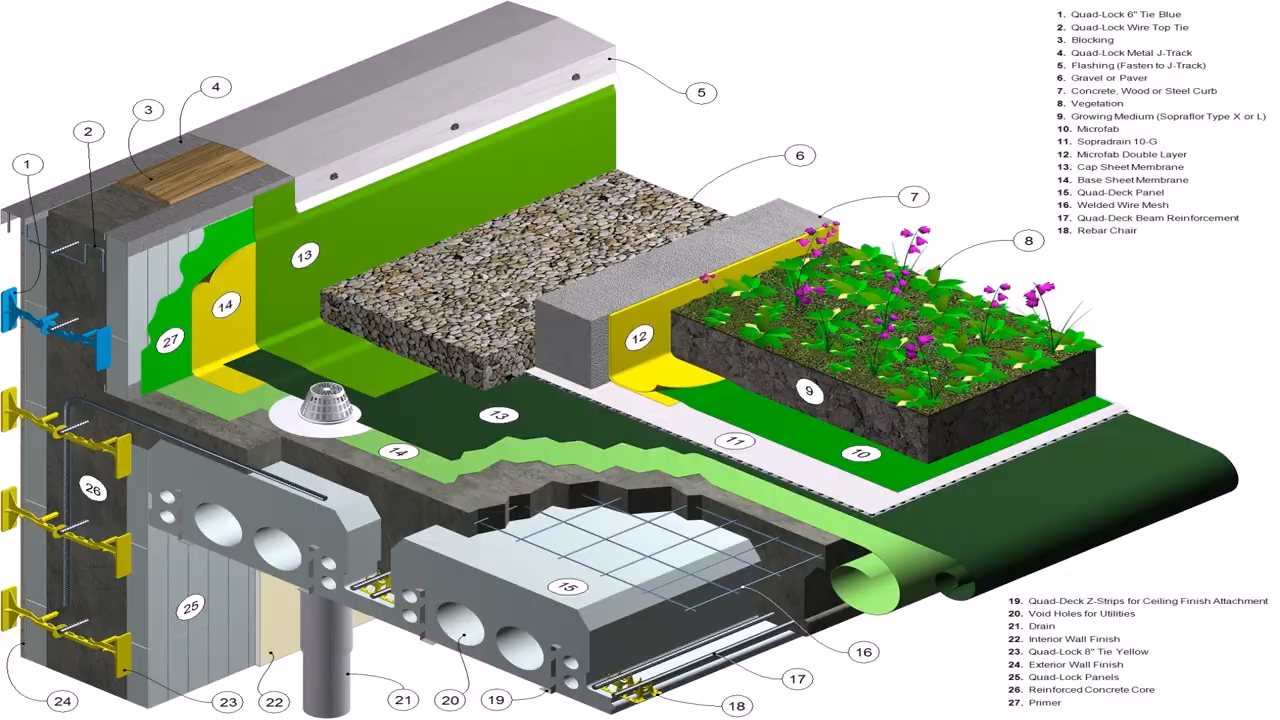 1. Quad-Lock 6" Tie Blue
2. Quad-Lock Wire Top Tie
3. Blocking
4. Quad-Lock Metal J-Track
5. Flashing (Fasten to J-Track)
6. Gravel or Paver
7. Concrete, Wood or Steel Curb
8. Vegetation
9. Growing Medium (Sopraflor Type X or L)
10. Microfab
11. Sopradrain 10-G
12. Microfab Double Layer
13. Cap Sheet Membrane
14. Base Sheet Membrane
15. Quad-Deck Panel
16. Welded Wire Mesh
17. Quad-Deck Beam Reinforcement
18. Rebar Chair
4
3
2
1
5
6
7
8
13
14
27
12
9
13
11
10
14
26
15
25
16
17
18
19
20
21
22
23
24
19. Quad-Deck Z-Strips for Ceiling Finish Attachment
20. Void Holes for Utilities
21. Drain
22. Interior Wall Finish
23. Quad-Lock 8" Tie Yellow
24. Exterior Wall Finish
25. Quad-Lock Panels
26. Reinforced Concrete Core
27. Primer